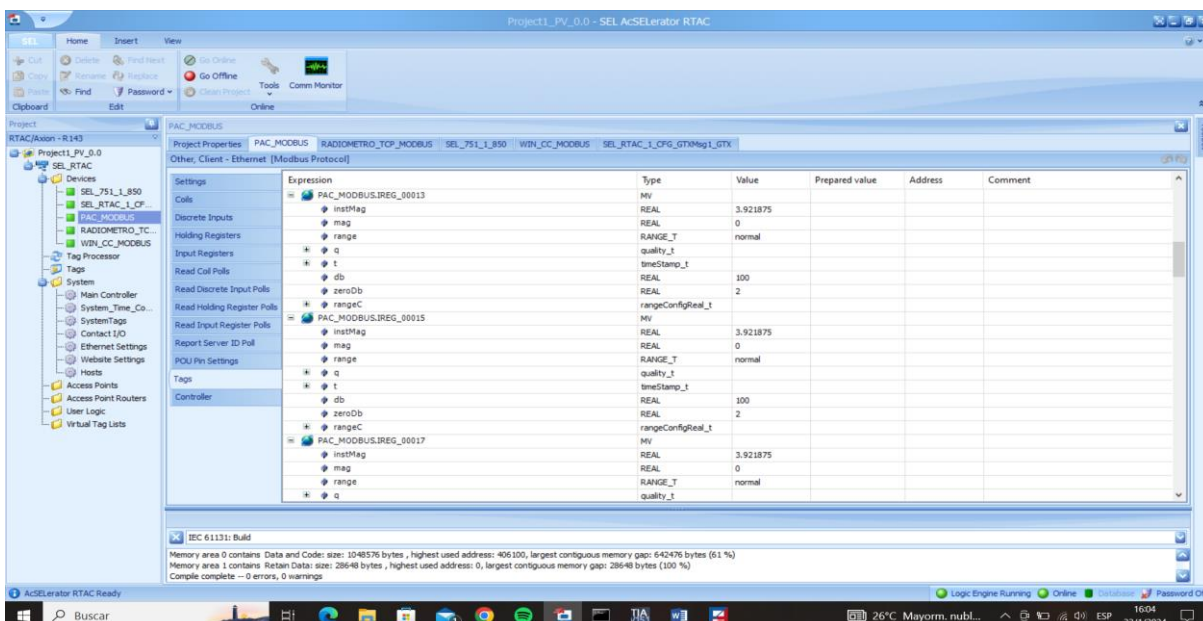 Project1_PV_0.0 - SEL AcSELerator RTAC
SEL Home Insert View
Cut Delete Find Next Go Online
Copy Rename Replace Go Offline Tools Comm Monitor
Paste Find Password Clean Project
Clipboard Edit Online
Project
RTAC/Axion - R143
Project1_PV_0.0
SEL_RTAC
Devices
SEL_751_1_850
SEL_RTAC_1_CF...
PAC_MODBUS
RADIOMETRO_TC...
WIN_CC_MODBUS
Tag Processor
Tags
System
Main Controller
System_Time_Co...
SystemTags
Contact I/O
Ethernet Settings
Website Settings
Hosts
Access Points
Access Point Routers
User Logic
Virtual Tag Lists
PAC_MODBUS
Project Properties PAC_MODBUS RADIOMETRO_TCP_MODBUS SEL_751_1_850 WIN_CC_MODBUS SEL_RTAC_1_CFG_GTXMsg1_GTX
Other, Client - Ethernet [Modbus Protocol]
Settings
Coils
Discrete Inputs
Holding Registers
Input Registers
Read Coil Polls
Read Discrete Input Polls
Read Holding Register Polls
Read Input Register Polls
Report Server ID Poll
POU Pin Settings
Tags
Controller
Expression Type Value Prepared value Address Comment
PAC_MODBUS.IREG_00013 MV
instMag REAL 3.921875
mag REAL 0
range RANGE_T normal
q quality_t
t timeStamp_t
db REAL 100
zeroDb REAL 2
rangeC rangeConfigReal_t
PAC_MODBUS.IREG_00015 MV
instMag REAL 3.921875
mag REAL 0
range RANGE_T normal
q quality_t
t timeStamp_t
db REAL 100
zeroDb REAL 2
rangeC rangeConfigReal_t
PAC_MODBUS.IREG_00017 MV
instMag REAL 3.921875
mag REAL 0
range RANGE_T normal
q quality_t
IEC 61131: Build
Memory area 0 contains Data and Code: size: 1048576 bytes , highest used address: 406100, largest contiguous memory gap: 642476 bytes (61 %)
Memory area 1 contains Retain Data: size: 28648 bytes , highest used address: 0, largest contiguous memory gap: 28648 bytes (100 %)
Compile complete -- 0 errors, 0 warnings
AcSELerator RTAC Ready Logic Engine Running Online Database Password
Buscar TIA 26°C Mayorm. nubl... ESP 16:04